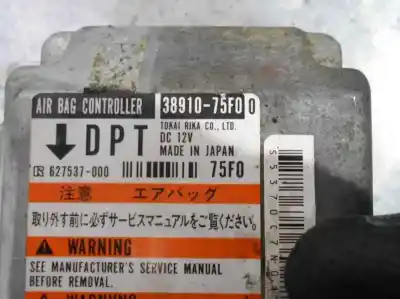 AIR BAG CONTROLLER
38910-75F00
DPT
TOKAI RIKA CO., LTD.
DC 12V
MADE IN JAPAN
627537-000
75F0
注意 エアバッグ
取り外す前に必ずサービスマニュアルをご覧ください。
WARNING
SEE MANUFACTURER'S SERVICE MANUAL
BEFORE REMOVAL.
WARNING